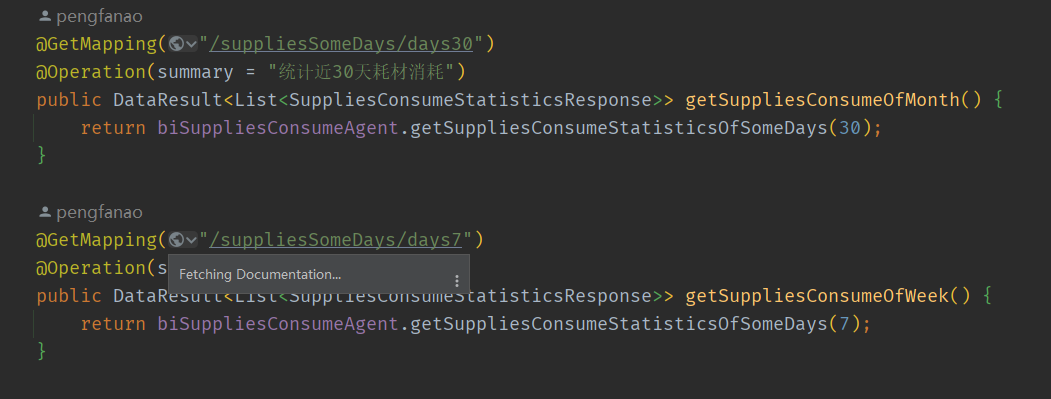 pengfanao
@GetMapping("/suppliesSomeDays/days30")
@Operation(summary = "统计近30天耗材消耗")
public DataResult<List<SuppliesConsumeStatisticsResponse>> getSuppliesConsumeOfMonth() {
return biSuppliesConsumeAgent.getSuppliesConsumeStatisticsOfSomeDays(30);
}
pengfanao
@GetMapping("/suppliesSomeDays/days7")
@Operation(s
Fetching Documentation...
public DataResult<List<SuppliesConsumeStatisticsResponse>> getSuppliesConsumeOfWeek() {
return biSuppliesConsumeAgent.getSuppliesConsumeStatisticsOfSomeDays(7);
}